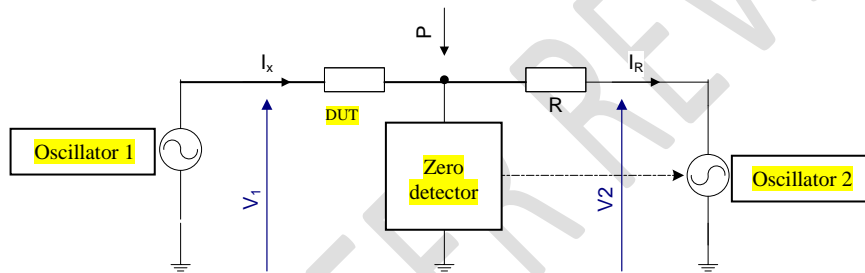 P
Ix
IR
R
DUT
Oscillator 1
V1
Zero
detector
V2
Oscillator 2